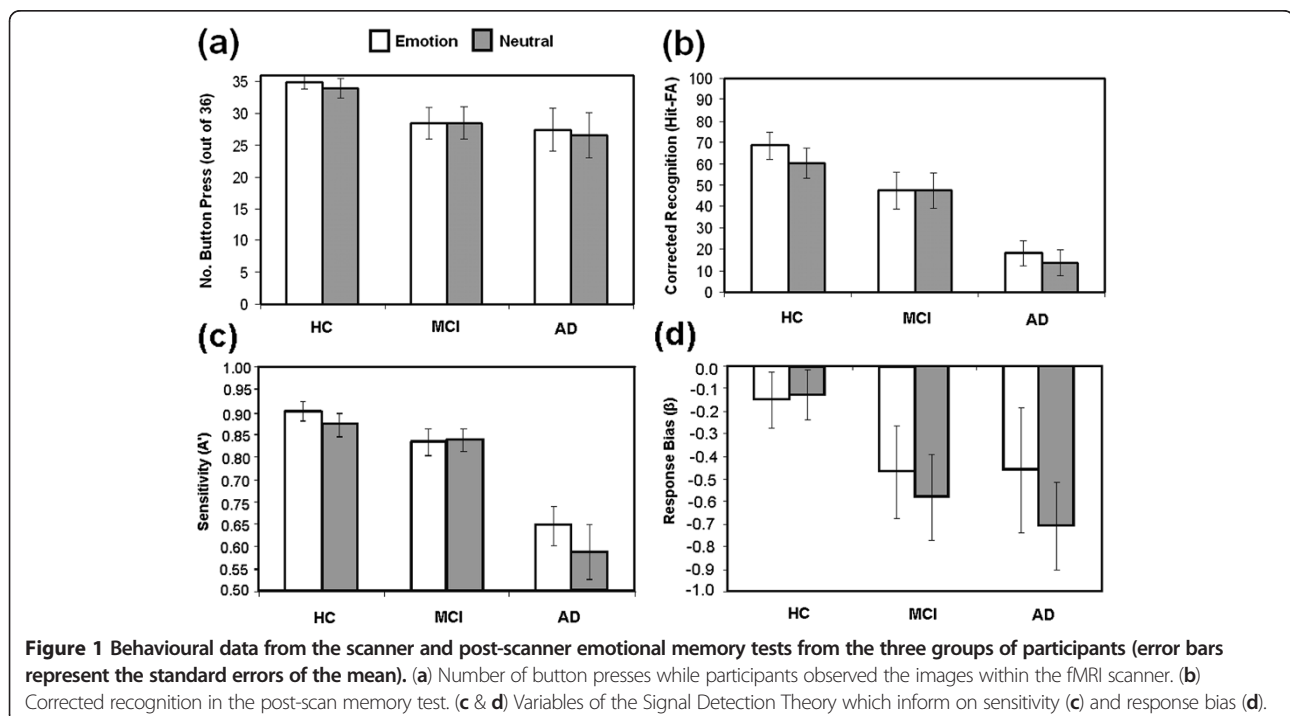 (a)
Emotion Neutral
No. Button Press (out of 36)
35
30
25
20
15
10
5
0
HC MCI AD
(b)
Corrected Recognition (Hit-FA)
100
90
80
70
60
50
40
30
20
10
0
HC MCI AD
(c)
Sensitivity (A')
1.00
0.95
0.90
0.85
0.80
0.75
0.65
0.60
0.55
0.50
HC MCI AD
(d)
Response Bias (β)
0.0
-0.1
-0.2
-0.3
-0.4
-0.5
-0.6
-0.7
-0.8
-0.9
-1.0
HC MCI AD
Figure 1 Behavioural data from the scanner and post-scanner emotional memory tests from the three groups of participants (error bars
represent the standard errors of the mean). (a) Number of button presses while participants observed the images within the fMRI scanner. (b)
Corrected recognition in the post-scan memory test. (c & d) Variables of the Signal Detection Theory which inform on sensitivity (c) and response bias (d).